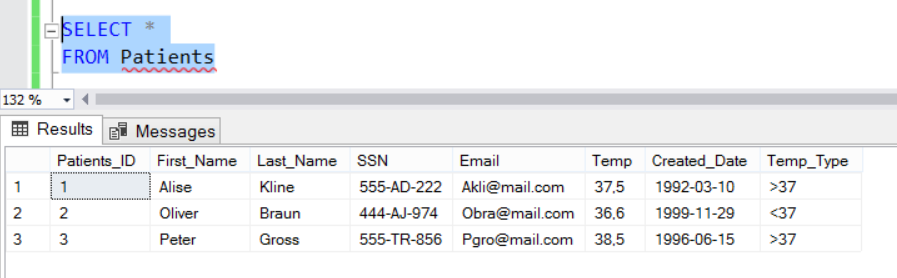 SELECT *
FROM Patients
132 %
Results Messages
Patients_ID First_Name Last_Name SSN Email Temp Created_Date Temp_Type
1 1 Alise Kline 555-AD-222 Akli@mail.com 37,5 1992-03-10 >37
2 2 Oliver Braun 444-AJ-974 Obra@mail.com 36,6 1999-11-29 <37
3 3 Peter Gross 555-TR-856 Pgro@mail.com 38,5 1996-06-15 >37